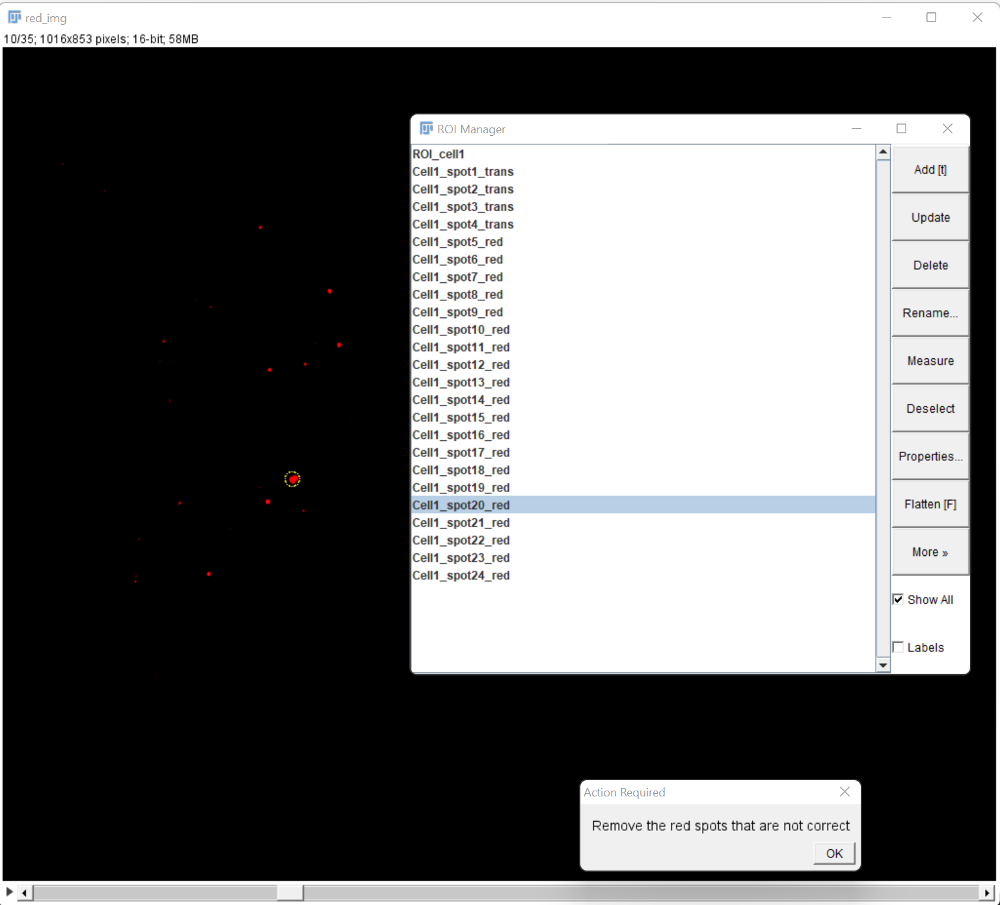 red_img
10/35; 1016x853 pixels; 16-bit; 58MB
ROI Manager
ROI_cell1
Cell1_spot1_trans
Cell1_spot2_trans
Cell1_spot3_trans
Cell1_spot4_trans
Cell1_spot5_red
Cell1_spot6_red
Cell1_spot7_red
Cell1_spot8_red
Cell1_spot9_red
Cell1_spot10_red
Cell1_spot11_red
Cell1_spot12_red
Cell1_spot13_red
Cell1_spot14_red
Cell1_spot15_red
Cell1_spot16_red
Cell1_spot17_red
Cell1_spot18_red
Cell1_spot19_red
Cell1_spot20_red
Cell1_spot21_red
Cell1_spot22_red
Cell1_spot23_red
Cell1_spot24_red
Add [t]
Update
Delete
Rename...
Measure
Deselect
Properties...
Flatten [F]
More »
Show All
Labels
Action Required
Remove the red spots that are not correct
OK